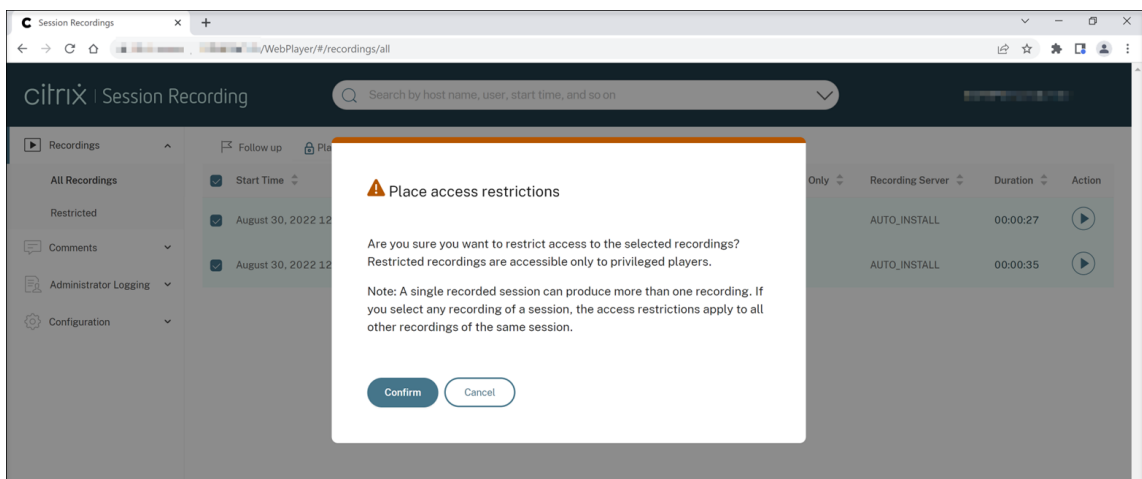 Session Recordings
/WebPlayer/#/recordings/all
citrix | Session Recording
Search by host name, user, start time, and so on
Recordings
Follow up
All Recordings
Start Time
Only
Recording Server
Duration
Action
Restricted
August 30, 2022 12
AUTO_INSTALL
00:00:27
Comments
August 30, 2022 12
AUTO_INSTALL
00:00:35
Administrator Logging
Configuration
Place access restrictions
Are you sure you want to restrict access to the selected recordings?
Restricted recordings are accessible only to privileged players.
Note: A single recorded session can produce more than one recording. If
you select any recording of a session, the access restrictions apply to all
other recordings of the same session.
Confirm
Cancel